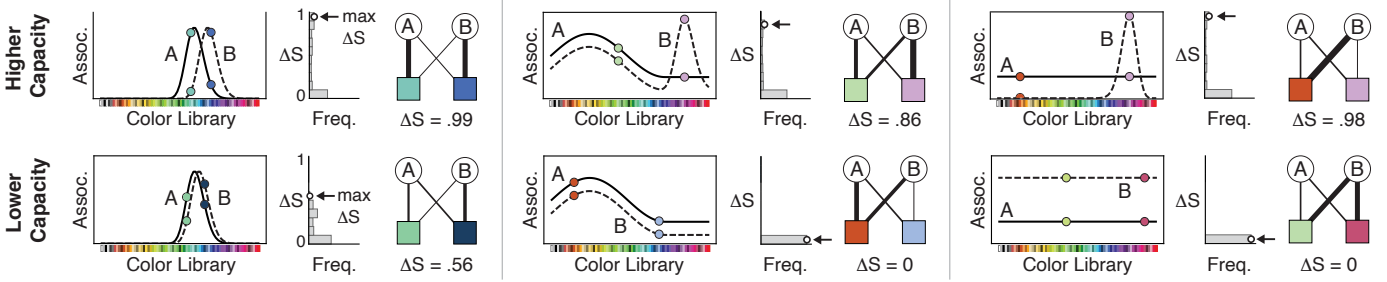 Higher
Capacity
Assoc.
A
B
Color Library
1
max
ΔS
ΔS
0
Freq.
A
B
ΔS = .99
Assoc.
A
B
Color Library
ΔS
Freq.
A
B
ΔS = .86
Assoc.
A
B
Color Library
ΔS
Freq.
A
B
ΔS = .98
Lower
Capacity
Assoc.
A
B
Color Library
1
ΔS
max
ΔS
0
Freq.
A
B
ΔS = .56
Assoc.
A
B
Color Library
ΔS
Freq.
A
B
ΔS = 0
Assoc.
A
B
Color Library
ΔS
Freq.
A
B
ΔS = 0